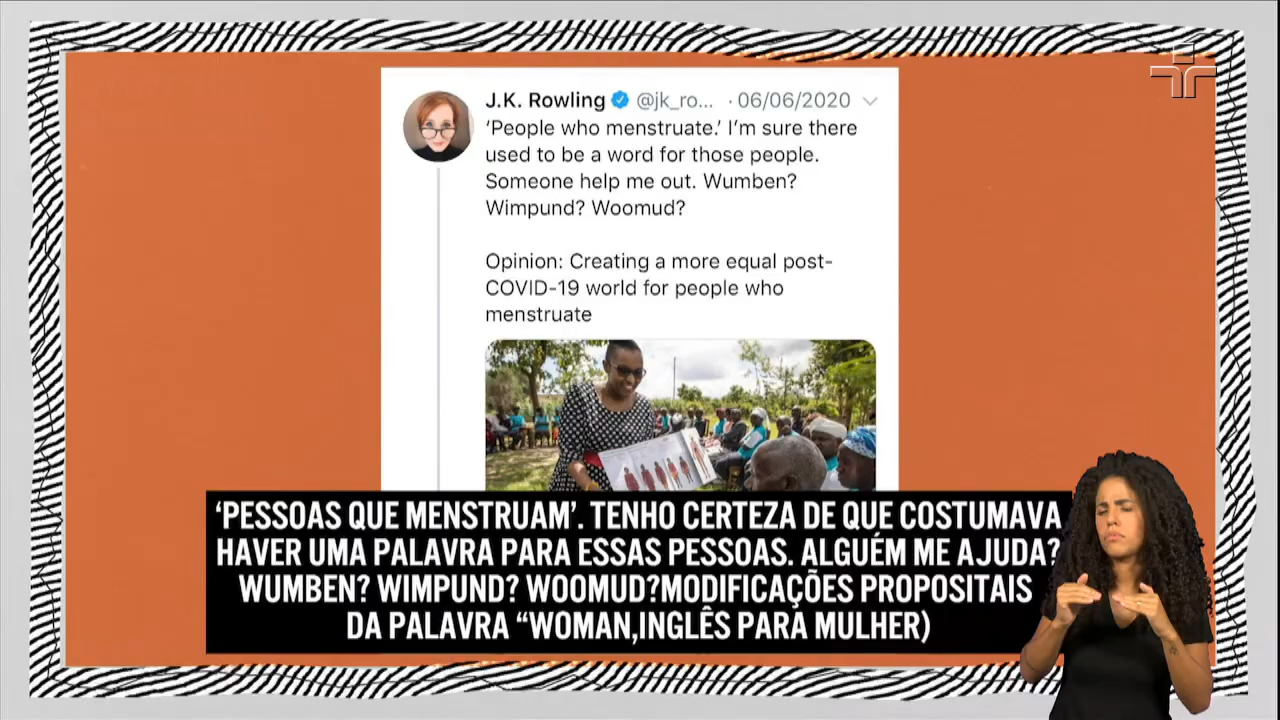 J.K. Rowling @jk_ro... · 06/06/2020
‘People who menstruate.’ I’m sure there
used to be a word for those people.
Someone help me out. Wumben?
Wimpund? Woomud?
Opinion: Creating a more equal post-
COVID-19 world for people who
menstruate
‘PESSOAS QUE MENSTRUAM’. TENHO CERTEZA DE QUE COSTUMAVA
HAVER UMA PALAVRA PARA ESSAS PESSOAS. ALGUÉM ME AJUDA?
WUMBEN? WIMPUND? WOOMUD?MODIFICAÇÕES PROPOSITAIS
DA PALAVRA “WOMAN,INGLÊS PARA MULHER)